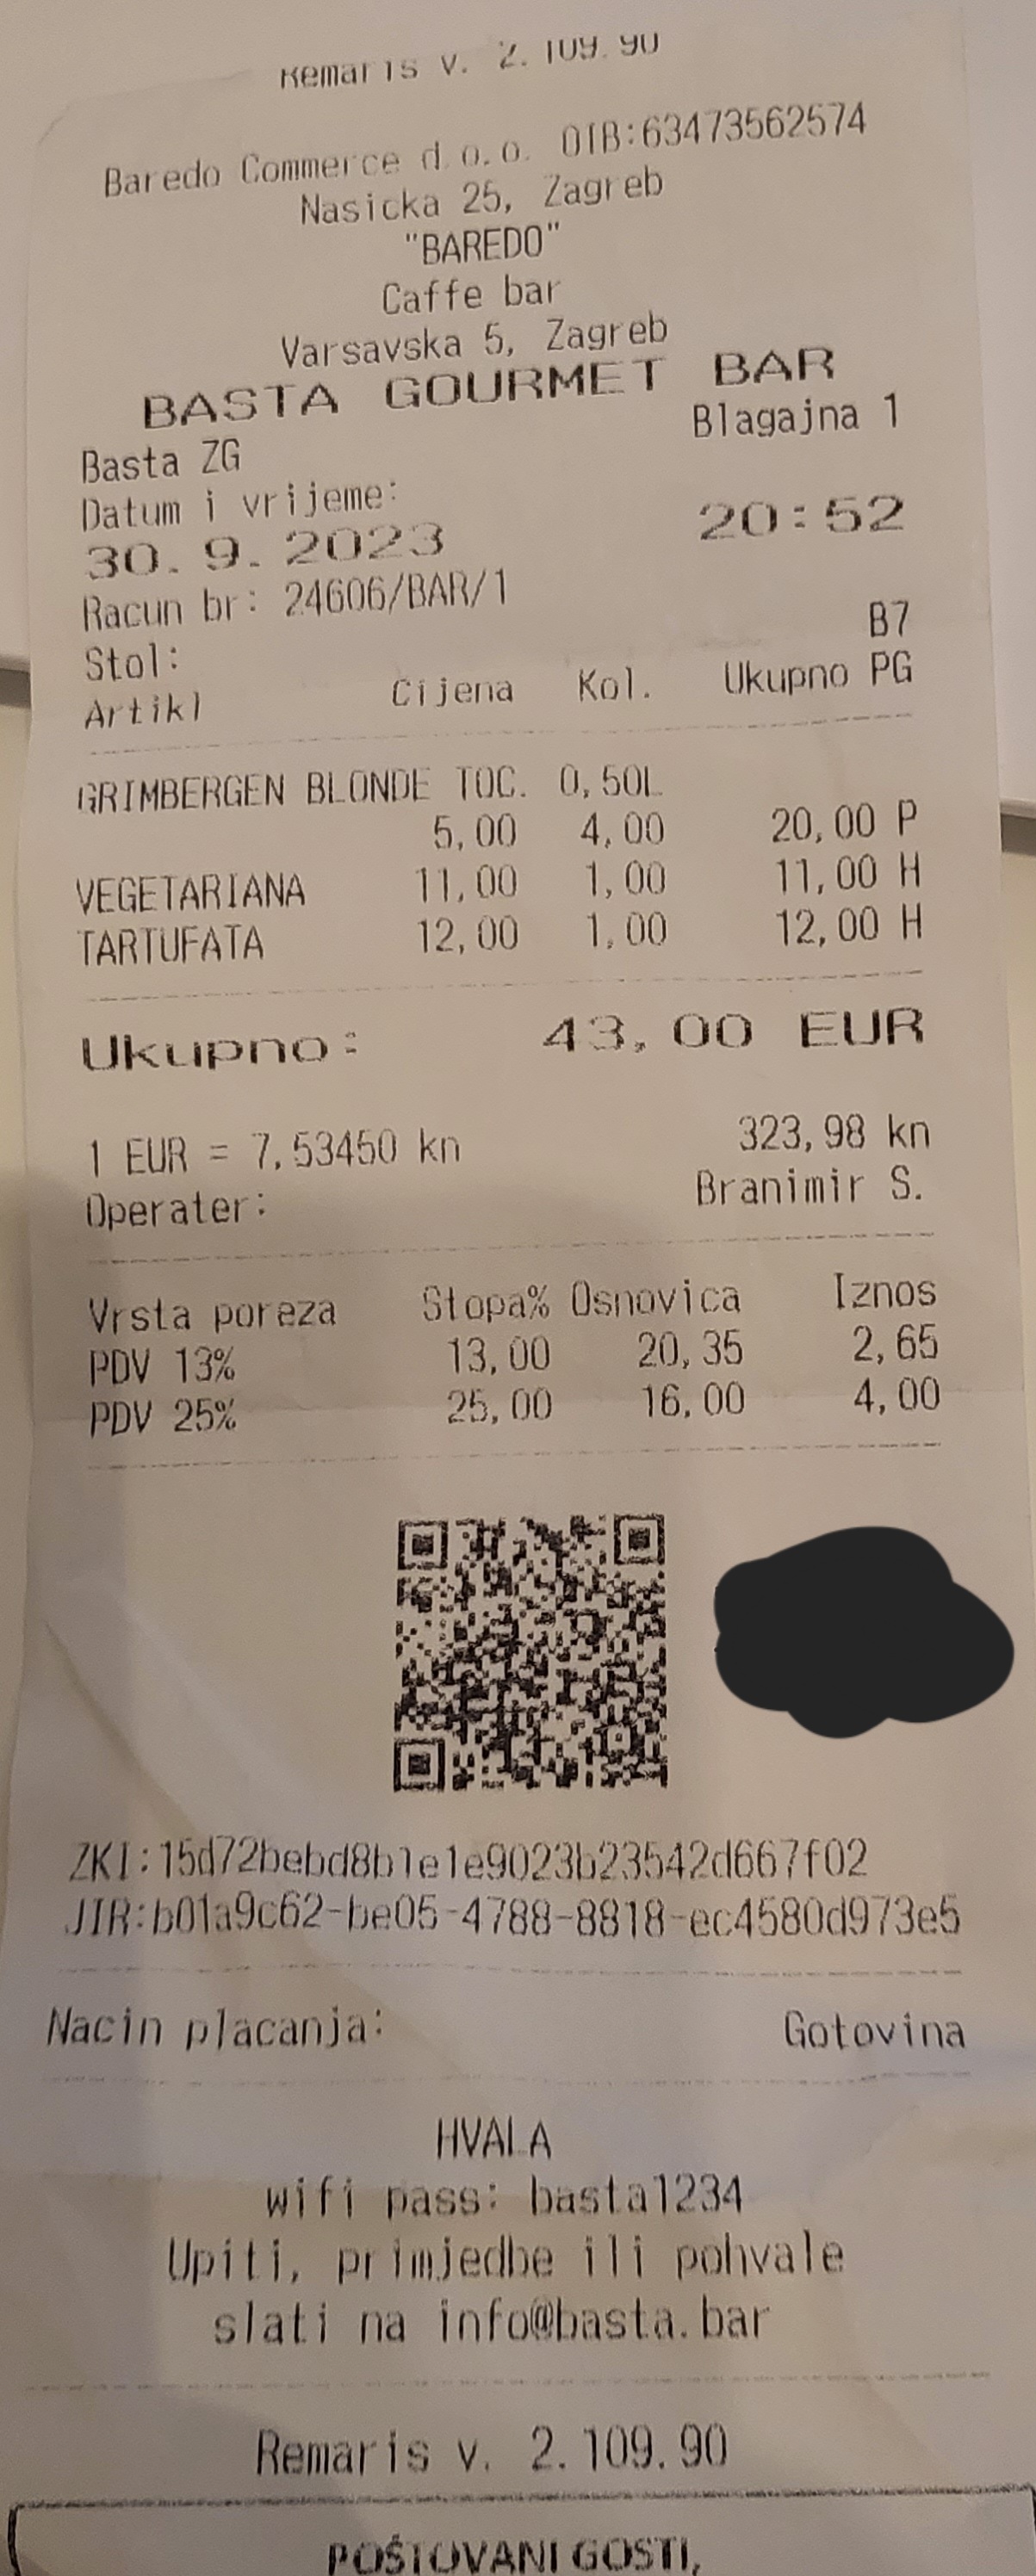 Remaris v. 2.109.90
Baredo Commerce d.o.o. OIB:63473562574
Nasicka 25, Zagreb
"BAREDO"
Caffe bar
Varsavska 5, Zagreb
BASTA GOURMET BAR
Basta ZG Blagajna 1
Datum i vrijeme:
30. 9. 2023 20:52
Racun br: 24606/BAR/1
Stol: B7
Artikl Cijena Kol. Ukupno PG
GRIMBERGEN BLONDE TOC. 0,50L
5,00 4,00 20,00 P
VEGETARIANA 11,00 1,00 11,00 H
TARTUFATA 12,00 1,00 12,00 H
Ukupno: 43,00 EUR
1 EUR = 7,53450 kn 323,98 kn
Operater: Branimir S.
Vrsta poreza Stopa% Osnovica Iznos
PDV 13% 13,00 20,35 2,65
PDV 25% 25,00 16,00 4,00
ZKI:15d72bebd8b1e1e9023b23542d667f02
JIR:b01a9c62-be05-4788-8818-ec4580d973e5
Nacin placanja: Gotovina
HVALA
wifi pass: basta1234
Upiti, primjedbe ili pohvale
slati na info@basta.bar
Remaris v. 2.109.90
POŠTOVANI GOSTI,